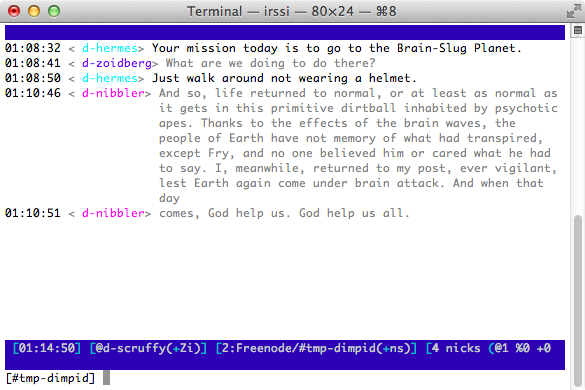 Terminal — irssi — 80×24 — ⌘8
01:08:32 < d-hermes> Your mission today is to go to the Brain-Slug Planet.
01:08:41 < d-zoidberg> What are we doing to do there?
01:08:50 < d-hermes> Just walk around not wearing a helmet.
01:10:46 < d-nibbler> And so, life returned to normal, or at least as normal as
it gets in this primitive dirtball inhabited by psychotic
apes. Thanks to the effects of the brain waves, the
people of Earth have not memory of what had transpired,
except Fry, and no one believed him or cared what he had
to say. I, meanwhile, returned to my post, ever vigilant,
lest Earth again come under brain attack. And when that
day
01:10:51 < d-nibbler> comes, God help us. God help us all.
[01:14:50] [@d-scruffy(+Zi)] [2:Freenode/#tmp-dimpid(+ns)] [4 nicks (@1 %0 +0
[#tmp-dimpid]